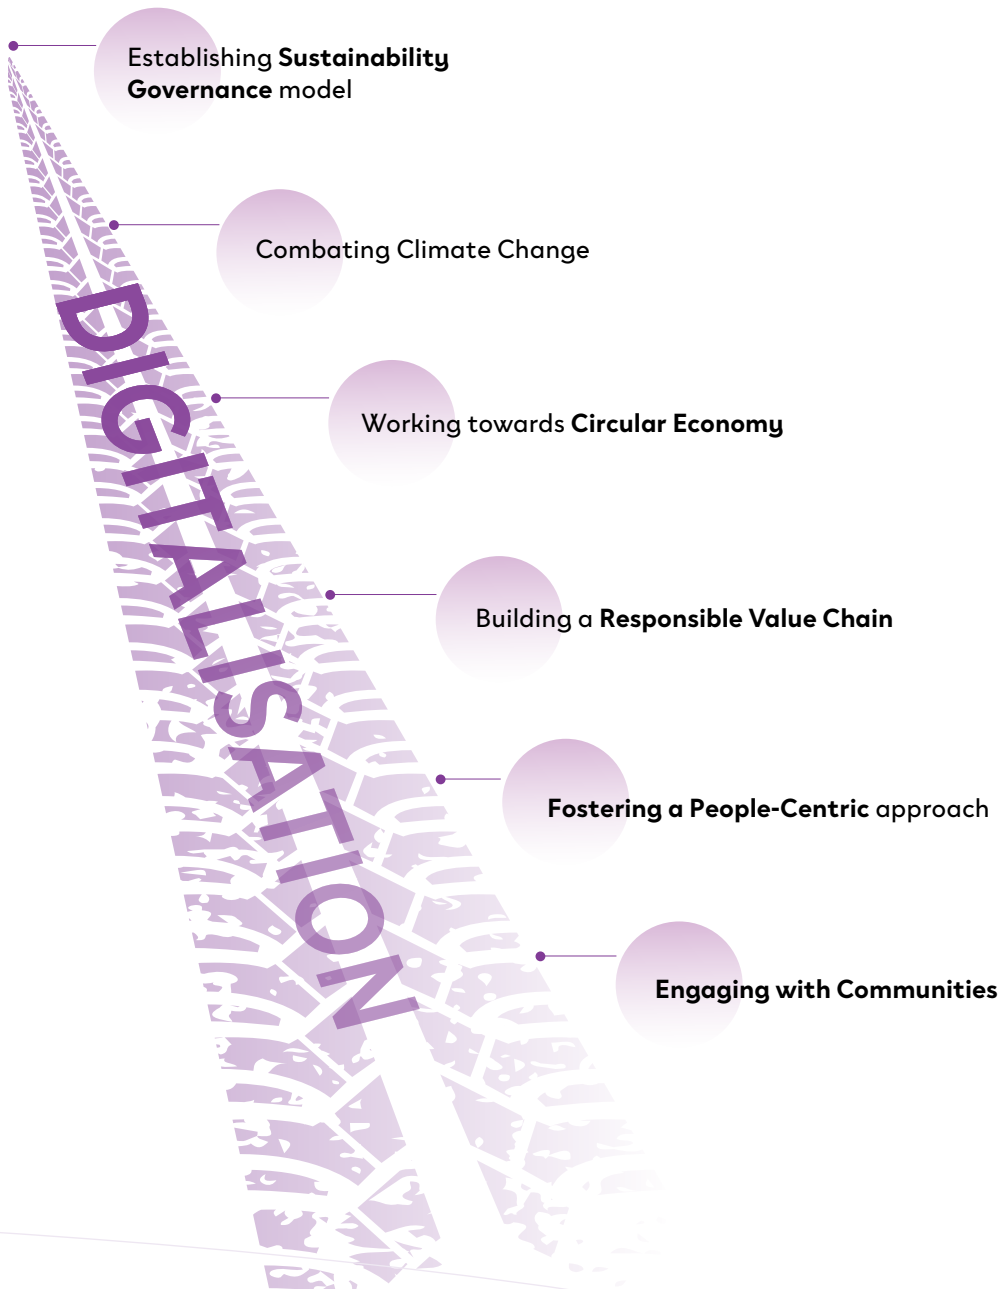 Establishing Sustainability
Governance model
Combating Climate Change
DIGITALISATION
Working towards Circular Economy
Building a Responsible Value Chain
Fostering a People-Centric approach
Engaging with Communities